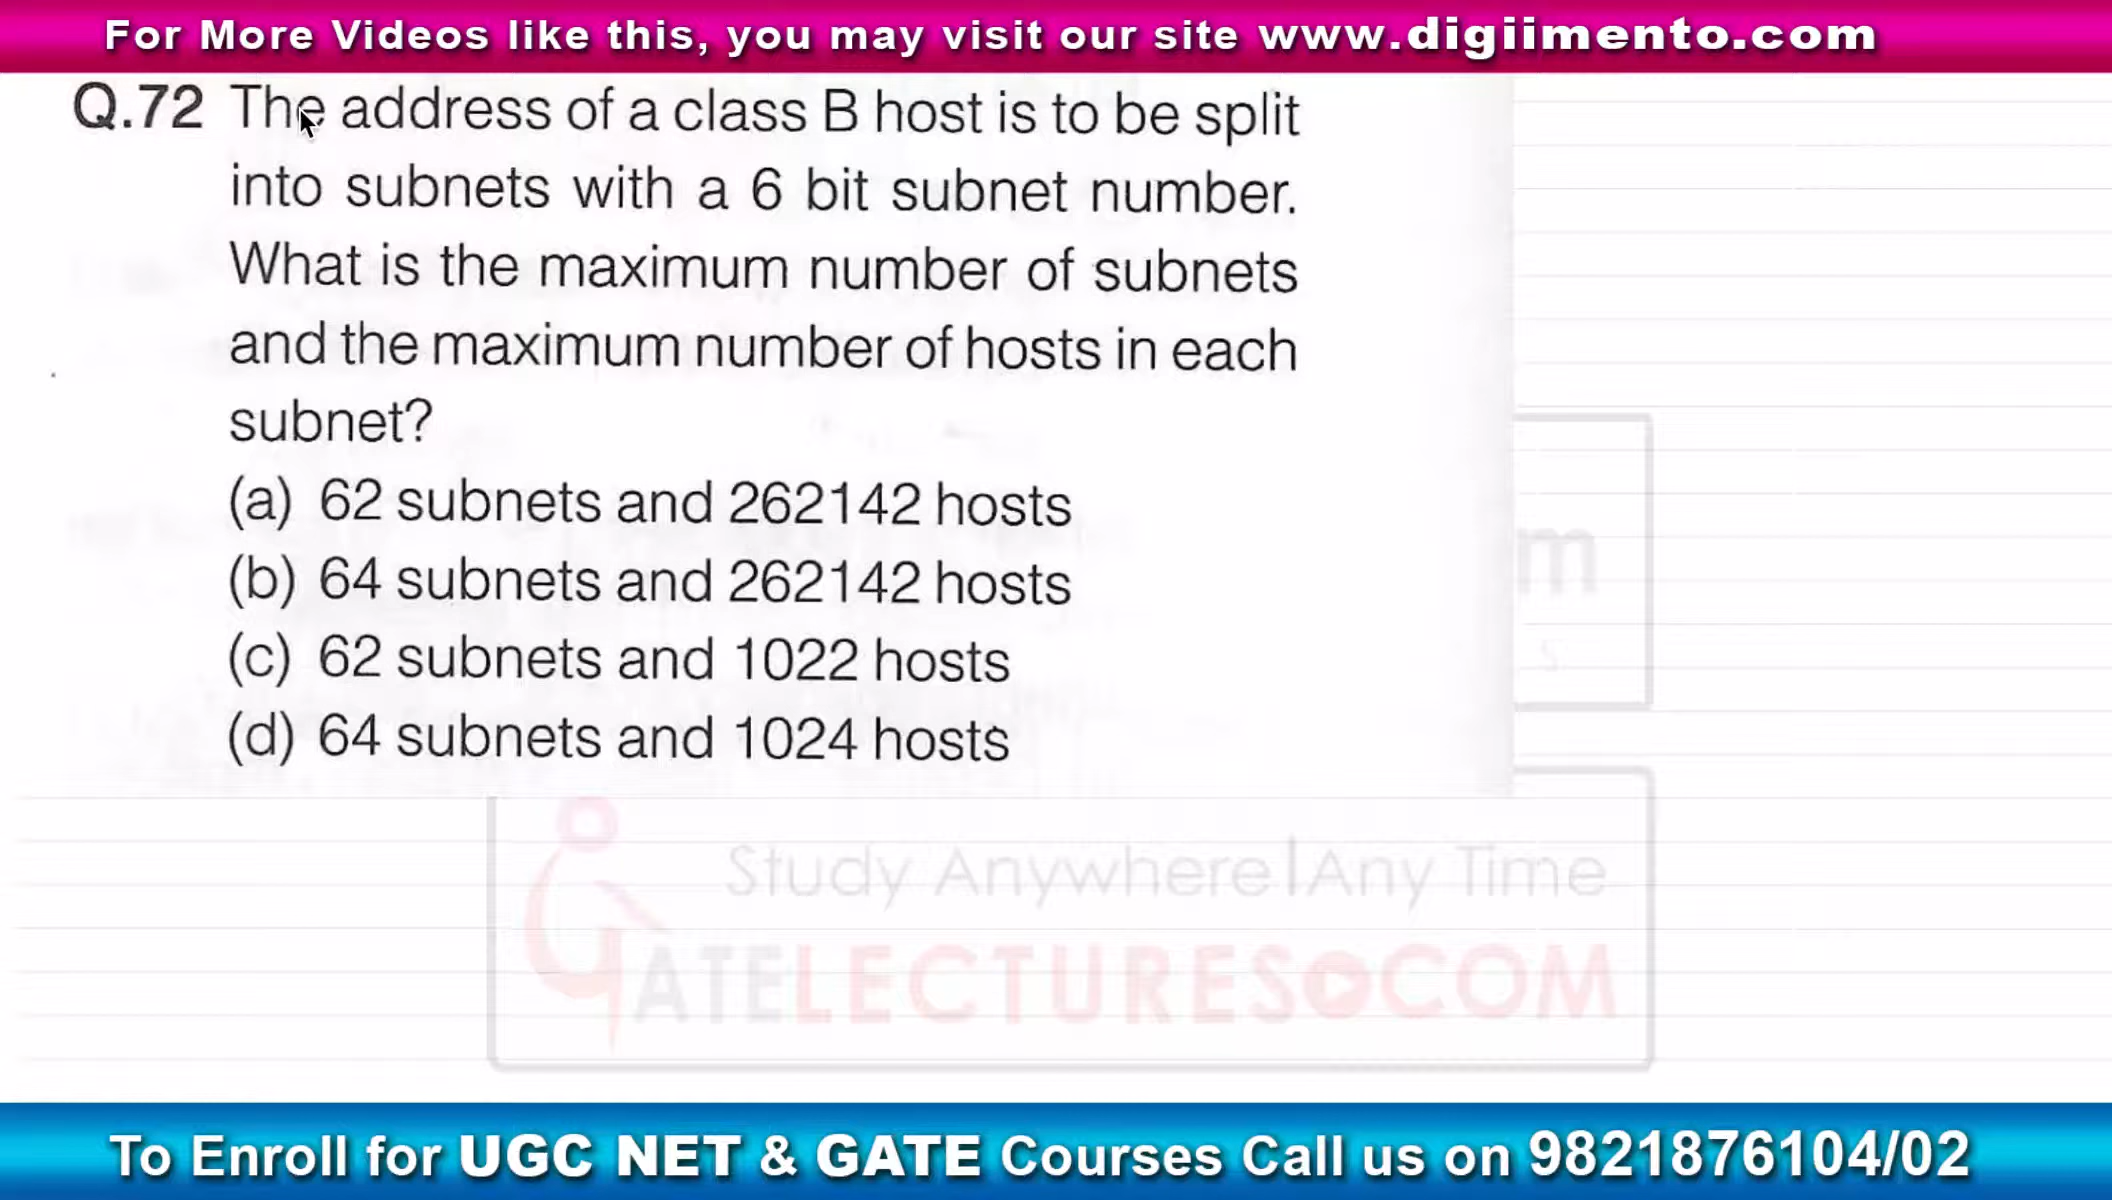 For More Videos like this, you may visit our site www.digiimento.com
Q.72 The address of a class B host is to be split
into subnets with a 6 bit subnet number.
What is the maximum number of subnets
and the maximum number of hosts in each
subnet?
(a) 62 subnets and 262142 hosts
(b) 64 subnets and 262142 hosts
(c) 62 subnets and 1022 hosts
(d) 64 subnets and 1024 hosts
m
s
Study Anywhere|Any Time
GATELECTURES.COM
To Enroll for UGC NET & GATE Courses Call us on 9821876104/02